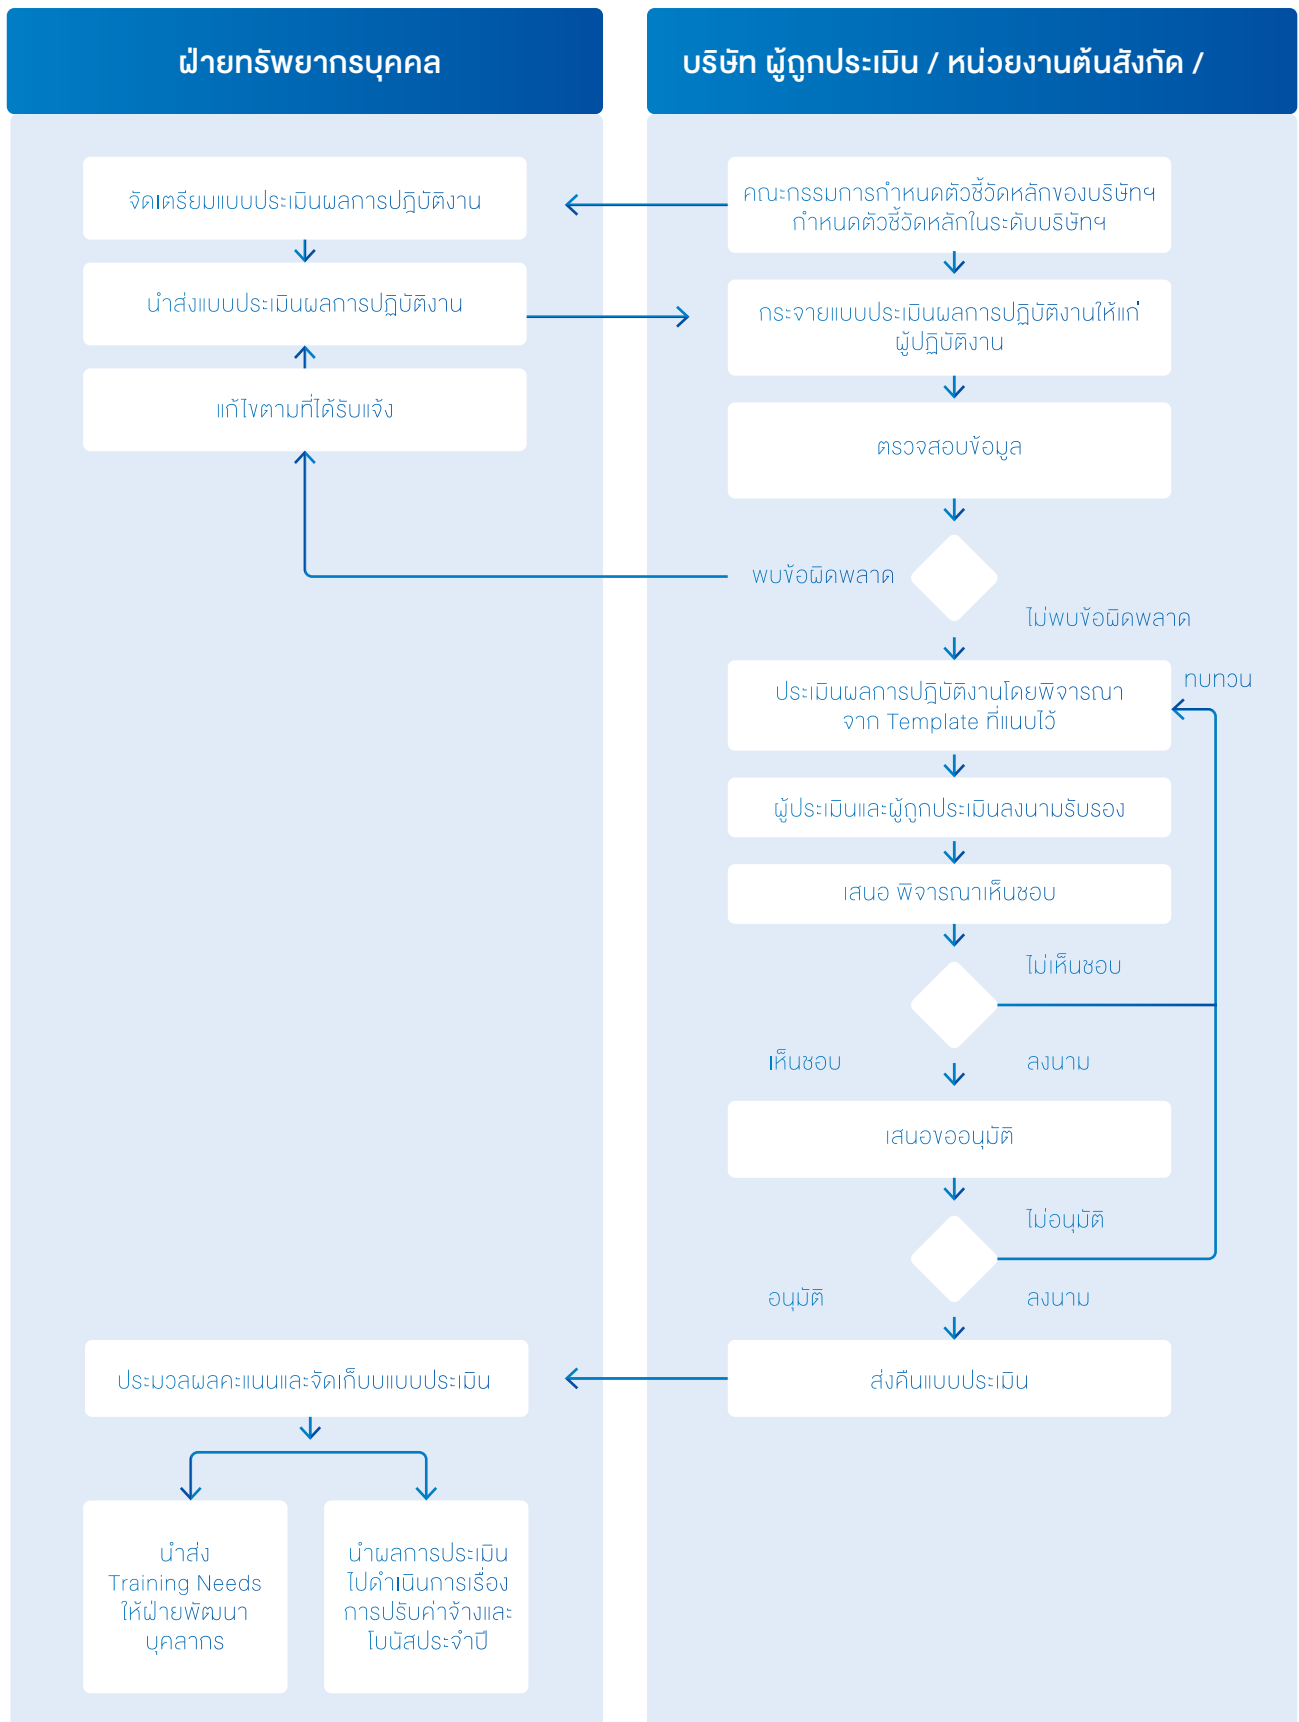 ฝ่ายทรัพยากรบุคคล
บริษัท ผู้ถูกประเมิน / หน่วยงานต้นสังกัด /
จัดเตรียมแบบประเมินผลการปฎิบัติงาน
คณะกรรมการกำหนดตัวชี้วัดหลักของบริษัทฯ
กำหนดตัวชี้วัดหลักในระดับบริษัทฯ
นำส่งแบบประเมินผลการปฏิบัติงาน
กระจายแบบประเมินผลการปฏิบัติงานให้แก่
ผู้ปฏิบัติงาน
แก้ไขตามที่ได้รับแจ้ง
ตรวจสอบข้อมูล
พบข้อผิดพลาด
ไม่พบข้อผิดพลาด
ประเมินผลการปฎิบัติงานโดยพิจารณา
จาก Template ที่แนบไว้
ทบทวน
ผู้ประเมินและผู้ถูกประเมินลงนามรับรอง
เสนอ พิจารณาเห็นชอบ
ไม่เห็นชอบ
เห็นชอบ
ลงนาม
เสนอขออนุมัติ
ไม่อนุมัติ
อนุมัติ
ลงนาม
ประมวลผลคะแนนและจัดเก็บบแบบประเมิน
ส่งคืนแบบประเมิน
นำส่ง
Training Needs
ให้ฝ่ายพัฒนา
บุคลากร
นำผลการประเมิน
ไปดำเนินการเรื่อง
การปรับค่าจ้างและ
โบนัสประจำปี